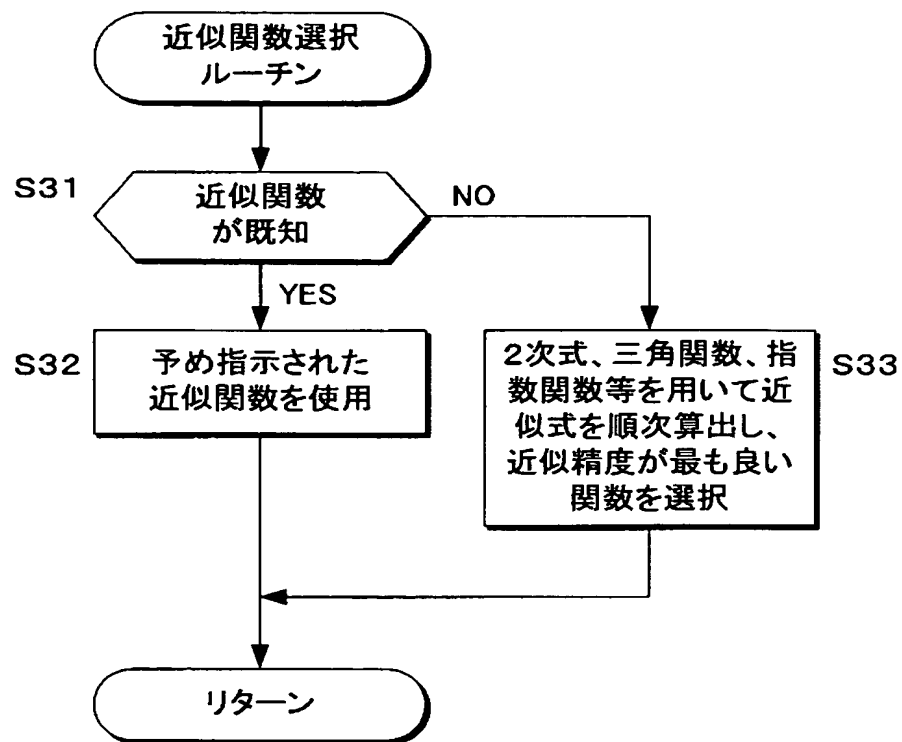 近似関数選択
ルーチン
S31
近似関数
が既知
NO
YES
S32
予め指示された
近似関数を使用
2次式、三角関数、指
数関数等を用いて近
似式を順次算出し、
近似精度が最も良い
関数を選択
S33
リターン